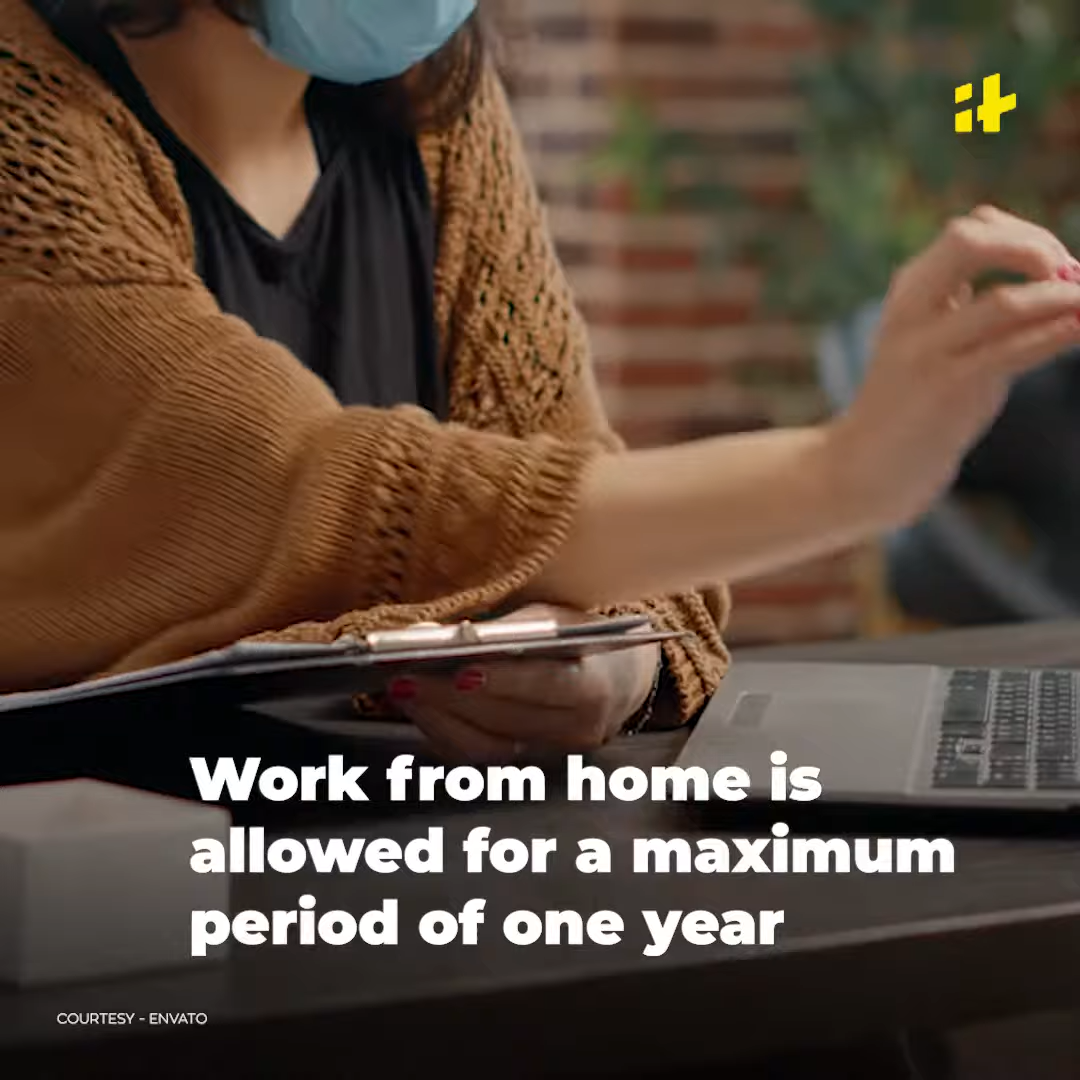 Work from home is
allowed for a maximum
period of one year
COURTESY - ENVATO